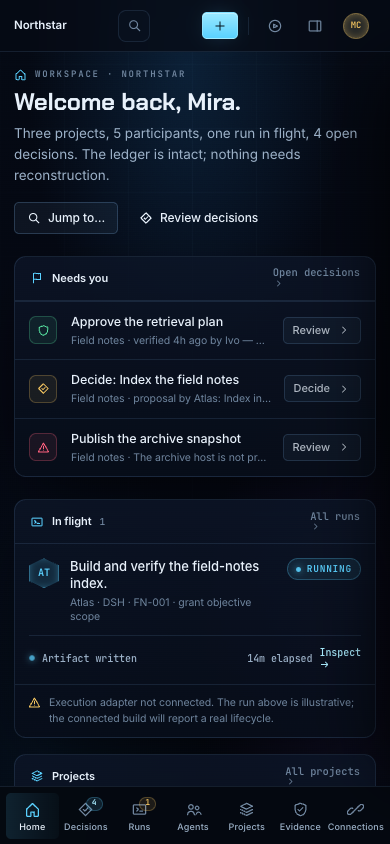 Northstar
MC
WORKSPACE · NORTHSTAR
Welcome back, Mira.
Three projects, 5 participants, one run in flight, 4 open
decisions. The ledger is intact; nothing needs
reconstruction.
Jump to...
Review decisions
Needs you
Open decisions
Approve the retrieval plan
Field notes · verified 4h ago by Ivo — ...
Review
Decide: Index the field notes
Field notes · proposal by Atlas: Index in...
Decide
Publish the archive snapshot
Field notes · The archive host is not pr...
Review
In flight 1
All runs
AT
Build and verify the field-notes
index.
RUNNING
Atlas · DSH · FN-001 · grant objective
scope
Artifact written
14m elapsed
Inspect
→
Execution adapter not connected. The run above is illustrative;
the connected build will report a real lifecycle.
Projects
All projects
4
1
Home
Decisions
Runs
Agents
Projects
Evidence
Connections